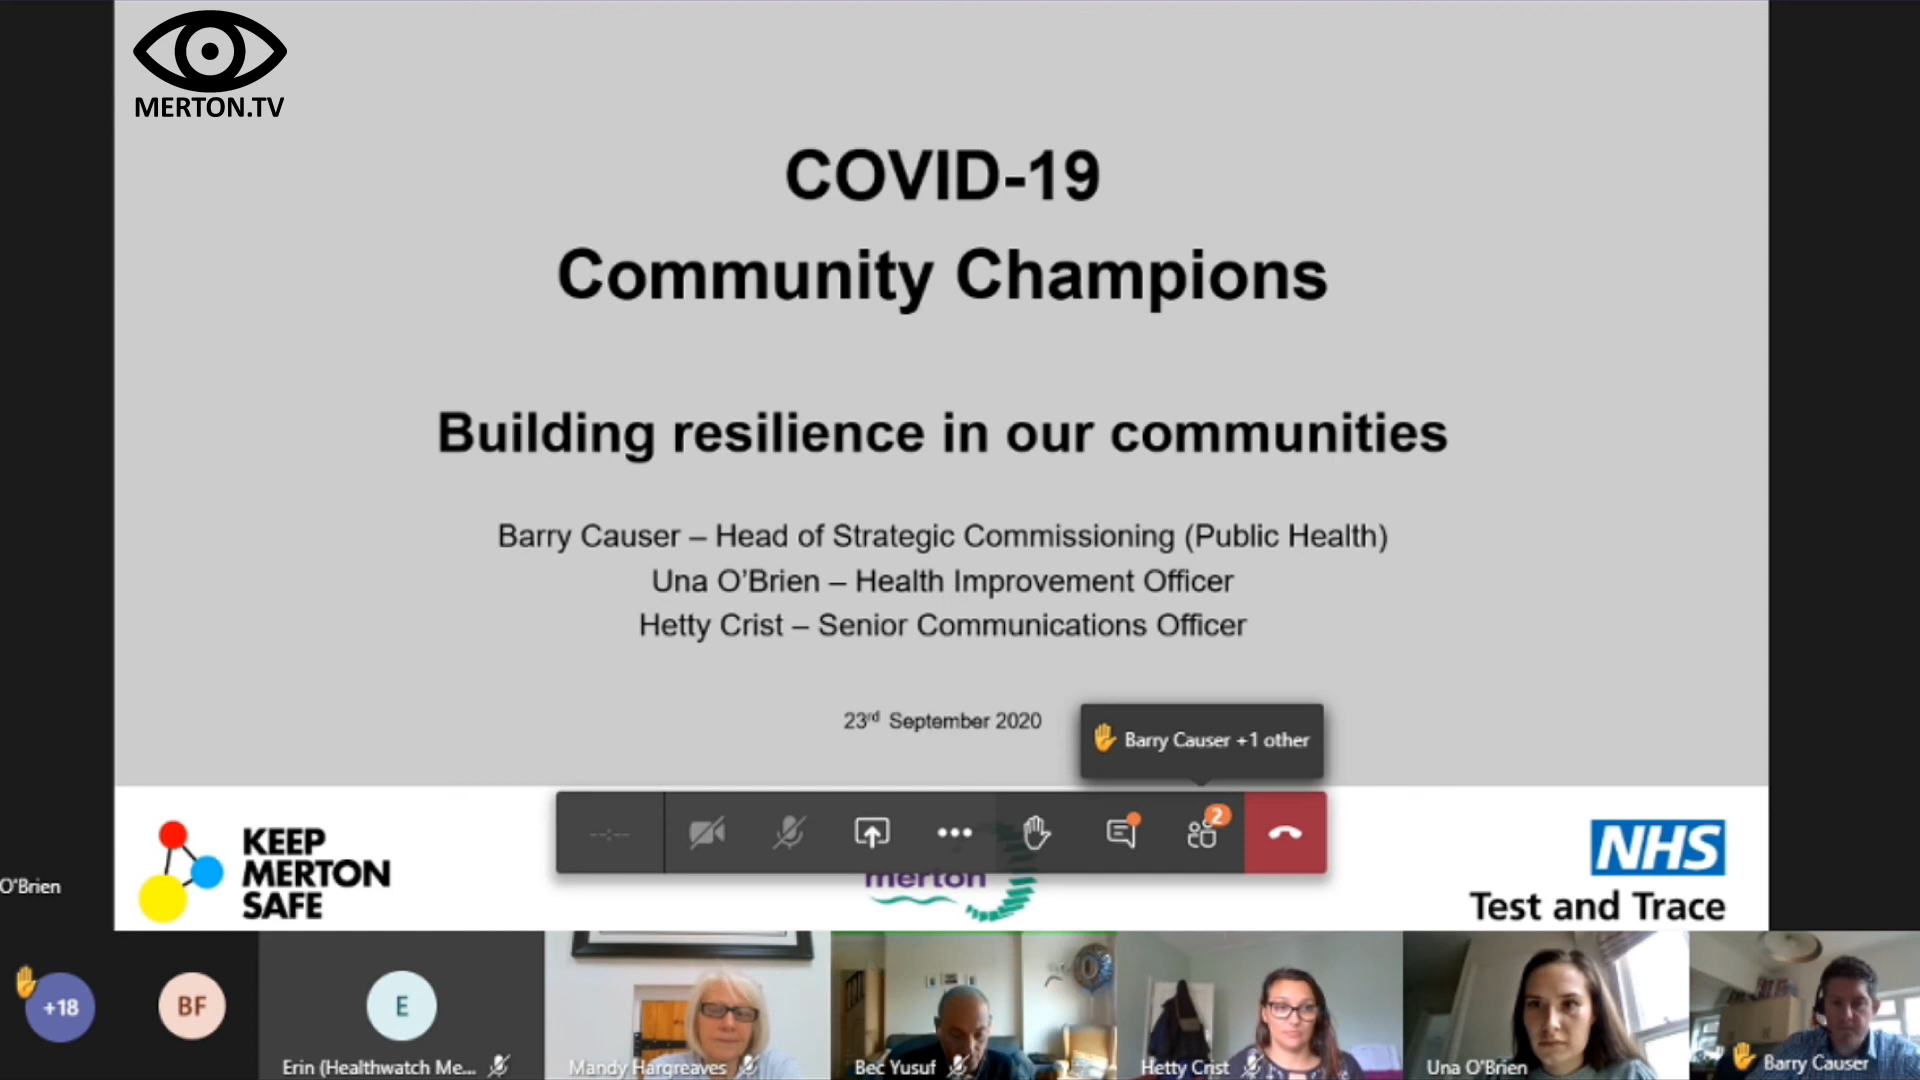 MERTON.TV
COVID-19
Community Champions
Building resilience in our communities
Barry Causer – Head of Strategic Commissioning (Public Health)
Una O'Brien – Health Improvement Officer
Hetty Crist – Senior Communications Officer
23rd September 2020
Barry Causer +1 other
--:--
2
KEEP
MERTON
SAFE
merton
NHS
Test and Trace
O'Brien
+18
BF
E
Erin (Healthwatch Me...
Mandy Hargreaves
Bec Yusuf
Hetty Crist
Una O'Brien
Barry Causer